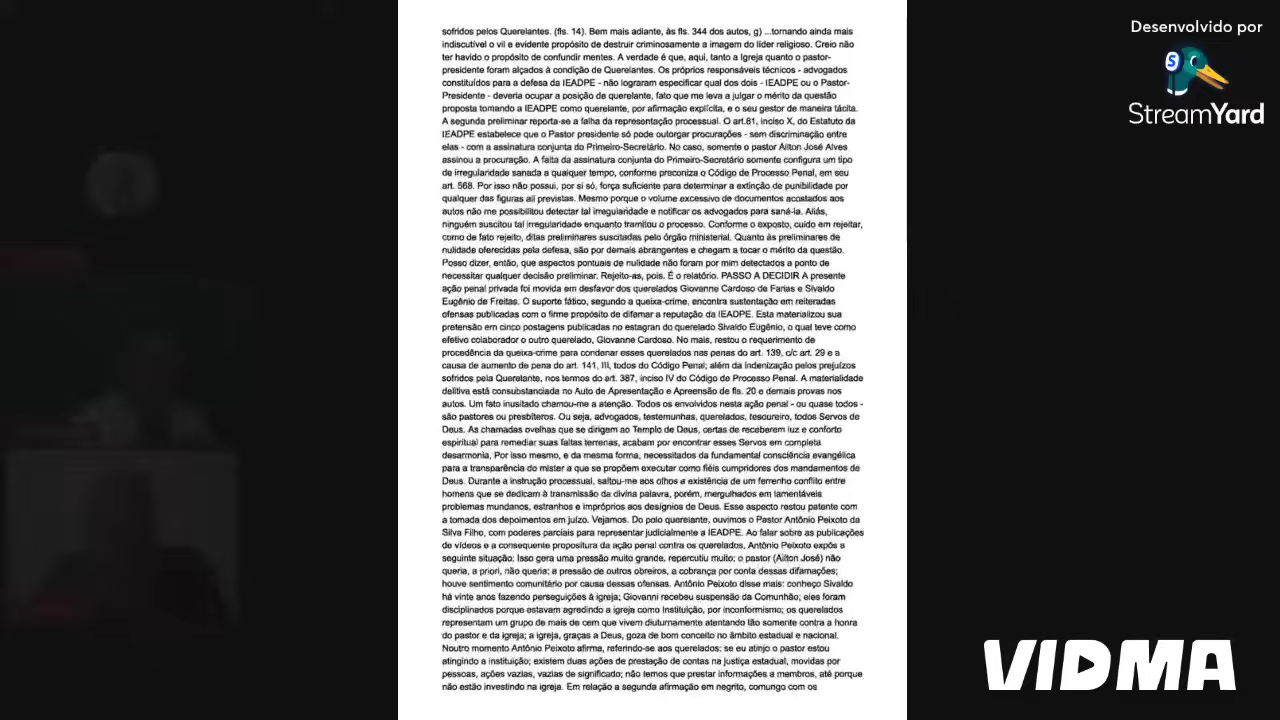 sofridos pelos Querelantes. (fls. 14). Bem mais adiante, às fls. 344 dos autos, g) ...tornando ainda mais
indiscutível o vil e evidente propósito de destruir criminosamente a imagem do líder religioso. Creio não
ter havido o propósito de confundir mentes. A verdade é que, aqui, tanto a Igreja quanto o pastor-
presidente foram alçados à condição de Querelantes. Os próprios responsáveis técnicos - advogados
constituídos para a defesa da IEADPE - não lograram especificar qual dos dois - IEADPE ou o Pastor-
Presidente - deveria ocupar a posição de querelante, fato que me leva a julgar o mérito da questão
proposta tomando a IEADPE como querelante, por afirmação explícita, e o seu gestor de maneira tácita.
A segunda preliminar reporta-se a falha da representação processual. O art.61, inciso X, do Estatuto da
IEADPE estabelece que o Pastor presidente só pode outorgar procurações - sem discriminação entre
elas - com a assinatura conjunta do Primeiro-Secretário. No caso, somente o pastor Ailton José Alves
assinou a procuração. A falta da assinatura conjunta do Primeiro-Secretário somente configura um tipo
de irregularidade sanada a qualquer tempo, conforme preconiza o Código de Processo Penal, em seu
art. 568. Por isso não possui, por si só, força suficiente para determinar a extinção de punibilidade por
qualquer das figuras ali previstas. Mesmo porque o volume excessivo de documentos acostados aos
autos não me possibilitou detectar tal irregularidade e notificar os advogados para saná-la. Aliás,
ninguém suscitou tal irregularidade enquanto tramitou o processo. Conforme o exposto, cuido em rejeitar,
como de fato rejeito, ditas preliminares suscitadas pelo órgão ministerial. Quanto às preliminares de
nulidade oferecidas pela defesa, são por demais abrangentes e chegam a tocar o mérito da questão.
Posso dizer, então, que aspectos pontuais de nulidade não foram por mim detectados a ponto de
necessitar qualquer decisão preliminar. Rejeito-as, pois. É o relatório. PASSO A DECIDIR A presente
ação penal privada foi movida em desfavor dos querelados Giovanne Cardoso de Farias e Sivaldo
Eugênio de Freitas. O suporte fático, segundo a queixa-crime, encontra sustentação em reiteradas
ofensas publicadas com o firme propósito de difamar a reputação da IEADPE. Esta materializou sua
pretensão em cinco postagens publicadas no estagran do querelado Sivaldo Eugênio, o qual teve como
efetivo colaborador o outro querelado, Giovanne Cardoso. No mais, restou o requerimento de
procedência da queixa-crime para condenar esses querelados nas penas do art. 139, c/c art. 29 e a
causa de aumento de pena do art. 141, III, todos do Código Penal; além da indenização pelos prejuízos
sofridos pela Querelante, nos termos do art. 387, inciso IV do Código de Processo Penal. A materialidade
delitiva está consubstanciada no Auto de Apresentação e Apreensão de fls. 20 e demais provas nos
autos. Um fato inusitado chamou-me a atenção. Todos os envolvidos nesta ação penal - ou quase todos -
são pastores ou presbíteros. Ou seja, advogados, testemunhas, querelados, tesoureiro, todos Servos de
Deus. As chamadas ovelhas que se dirigem ao Templo de Deus, certas de receberem luz e conforto
espiritual para remediar suas faltas terrenas, acabam por encontrar esses Servos em completa
desarmonia, Por isso mesmo, e da mesma forma, necessitados da fundamental consciência evangélica
para a transparência do mister a que se propõem executar como fiéis cumpridores dos mandamentos de
Deus. Durante a instrução processual, saltou-me aos olhos a existência de um ferrenho conflito entre
homens que se dedicam à transmissão da divina palavra, porém, mergulhados em lamentáveis
problemas mundanos, estranhos e impróprios aos desígnios de Deus. Esse aspecto restou patente com
a tomada dos depoimentos em juízo. Vejamos. Do polo querelante, ouvimos o Pastor Antônio Peixoto da
Silva Filho, com poderes parciais para representar judicialmente a IEADPE. Ao falar sobre as publicações
de vídeos e a consequente propositura da ação penal contra os querelados, Antônio Peixoto expôs a
seguinte situação: Isso gera uma pressão muito grande, repercutiu muito; o pastor (Ailton José) não
queria, a priori, não queria; a pressão de outros obreiros, a cobrança por conta dessas difamações;
houve sentimento comunitário por causa dessas ofensas. Antônio Peixoto disse mais: conheço Sivaldo
há vinte anos fazendo perseguições à igreja; Giovanni recebeu suspensão da Comunhão; eles foram
disciplinados porque estavam agredindo a igreja como Instituição, por inconformismo; os querelados
representam um grupo de mais de cem que vivem diuturnamente atentando tão somente contra a honra
do pastor e da igreja; a igreja, graças a Deus, goza de bom conceito no âmbito estadual e nacional.
Noutro momento Antônio Peixoto afirma, referindo-se aos querelados: se eu atinjo o pastor estou
atingindo a instituição; existem duas ações de prestação de contas na justiça estadual, movidas por
pessoas, ações vazias, vazias de significado; não temos que prestar informações a membros, até porque
não estão investindo na igreja. Em relação a segunda afirmação em negrito, comungo com os
Desenvolvido por
StreamYard
VIDMA